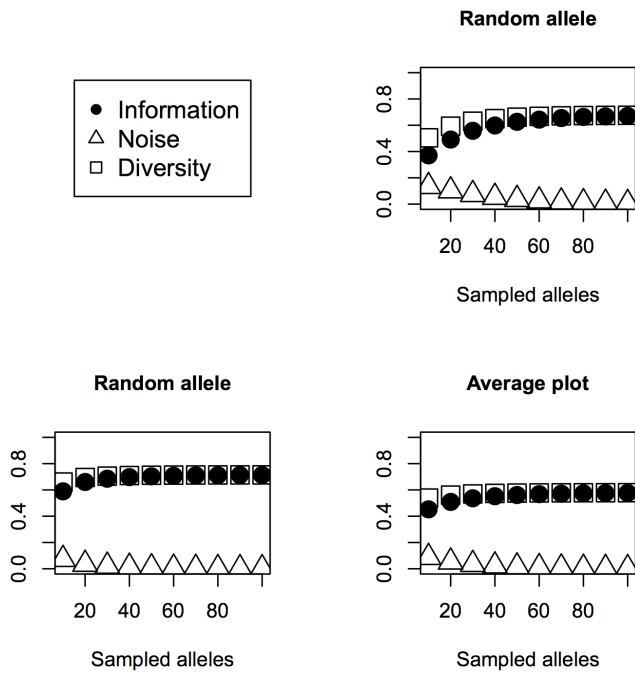 Random allele
Information
Noise
Diversity
0.0 0.4 0.8
20 40 60 80
Sampled alleles
Random allele
0.0 0.4 0.8
20 40 60 80
Sampled alleles
Average plot
0.0 0.4 0.8
20 40 60 80
Sampled alleles